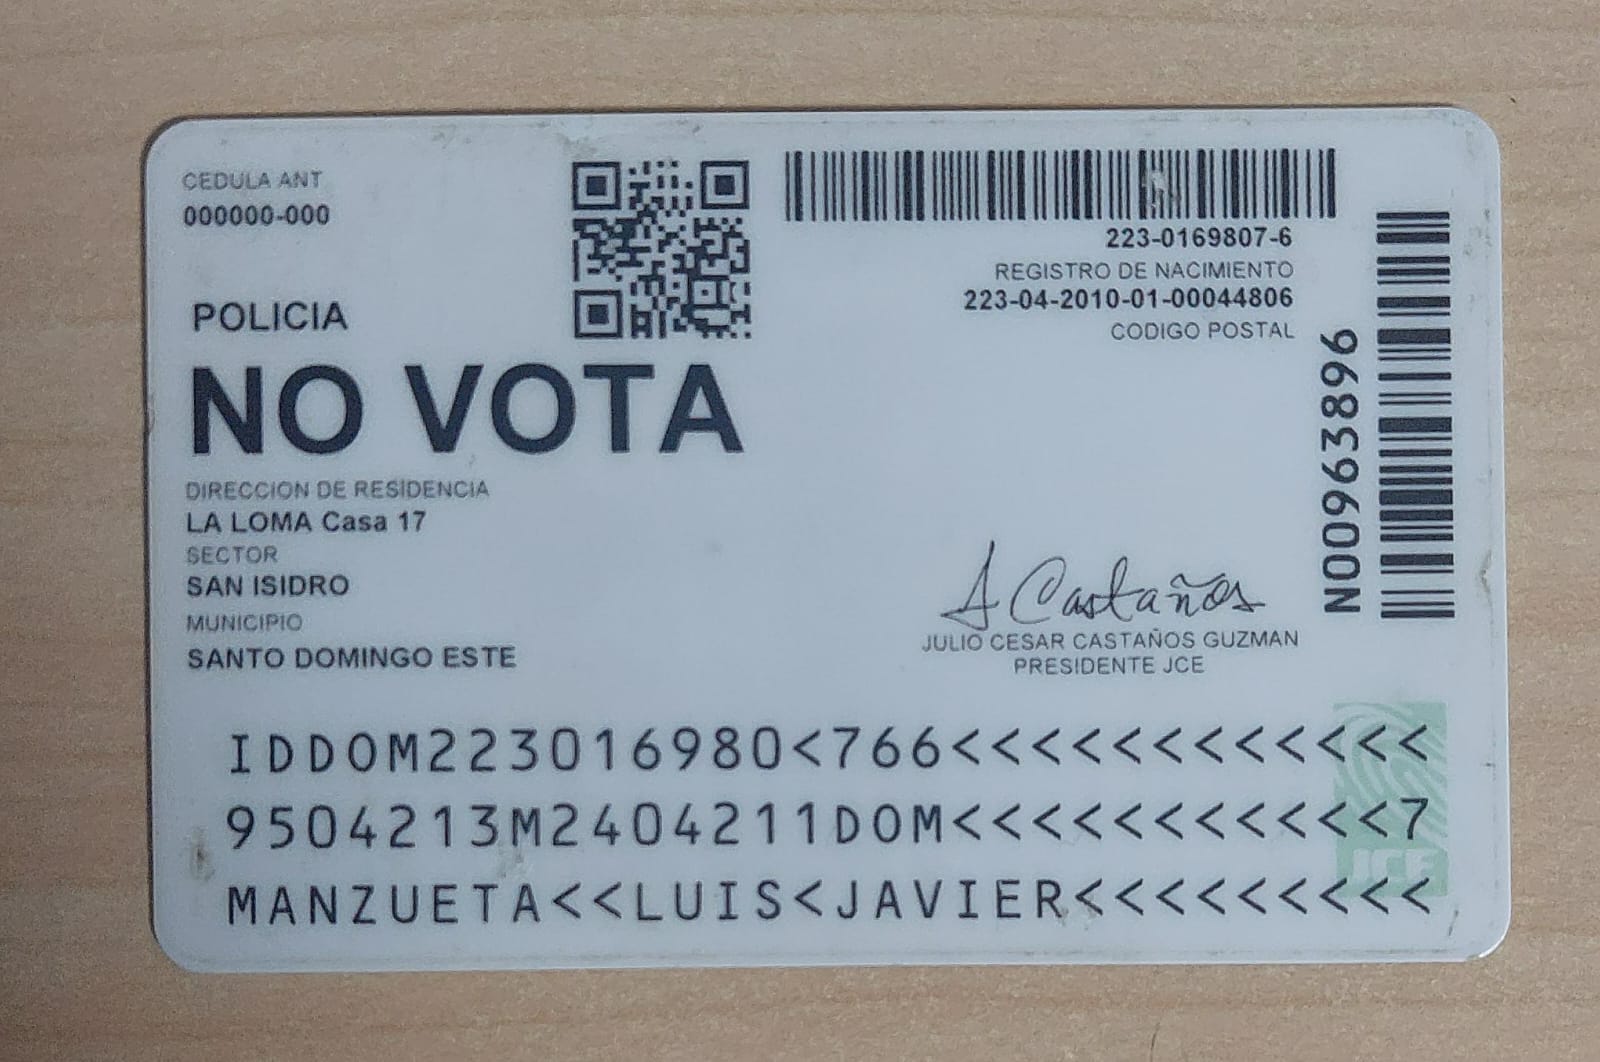 CEDULA ANT
000000-000
POLICIA
NO VOTA
DIRECCION DE RESIDENCIA
LA LOMA Casa 17
SECTOR
SAN ISIDRO
MUNICIPIO
SANTO DOMINGO ESTE
223-0169807-6
REGISTRO DE NACIMIENTO
223-04-2010-01-00044806
CODIGO POSTAL
N00963896
A Castaños
JULIO CESAR CASTAÑOS GUZMAN
PRESIDENTE JCE
IDDOM223016980<766<<<<<<<<<<<<
9504213M2404211DOM<<<<<<<<<<<7
MANZUETA<<LUIS<JAVIER<<<<<<<<<
JCE